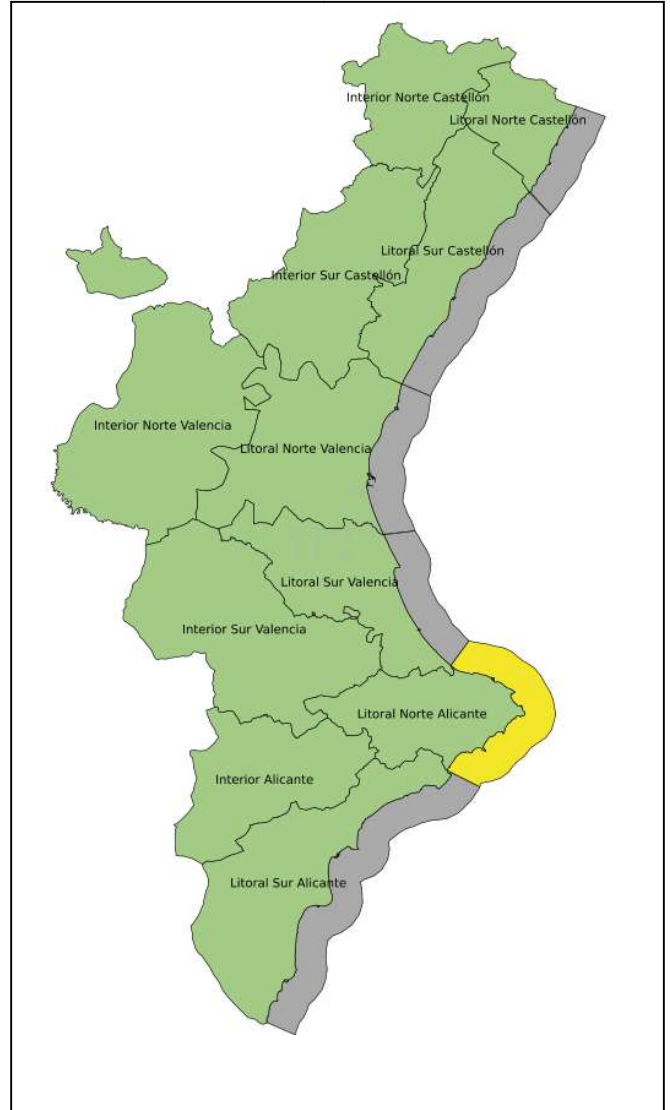 Interior Norte Castellón
Litoral Norte Castellón
Litoral Sur Castellón
Interior Sur Castellón
Interior Norte Valencia
Litoral Norte Valencia
Litoral Sur Valencia
Interior Sur Valencia
Litoral Norte Alicante
Interior Alicante
Litoral Sur Alicante